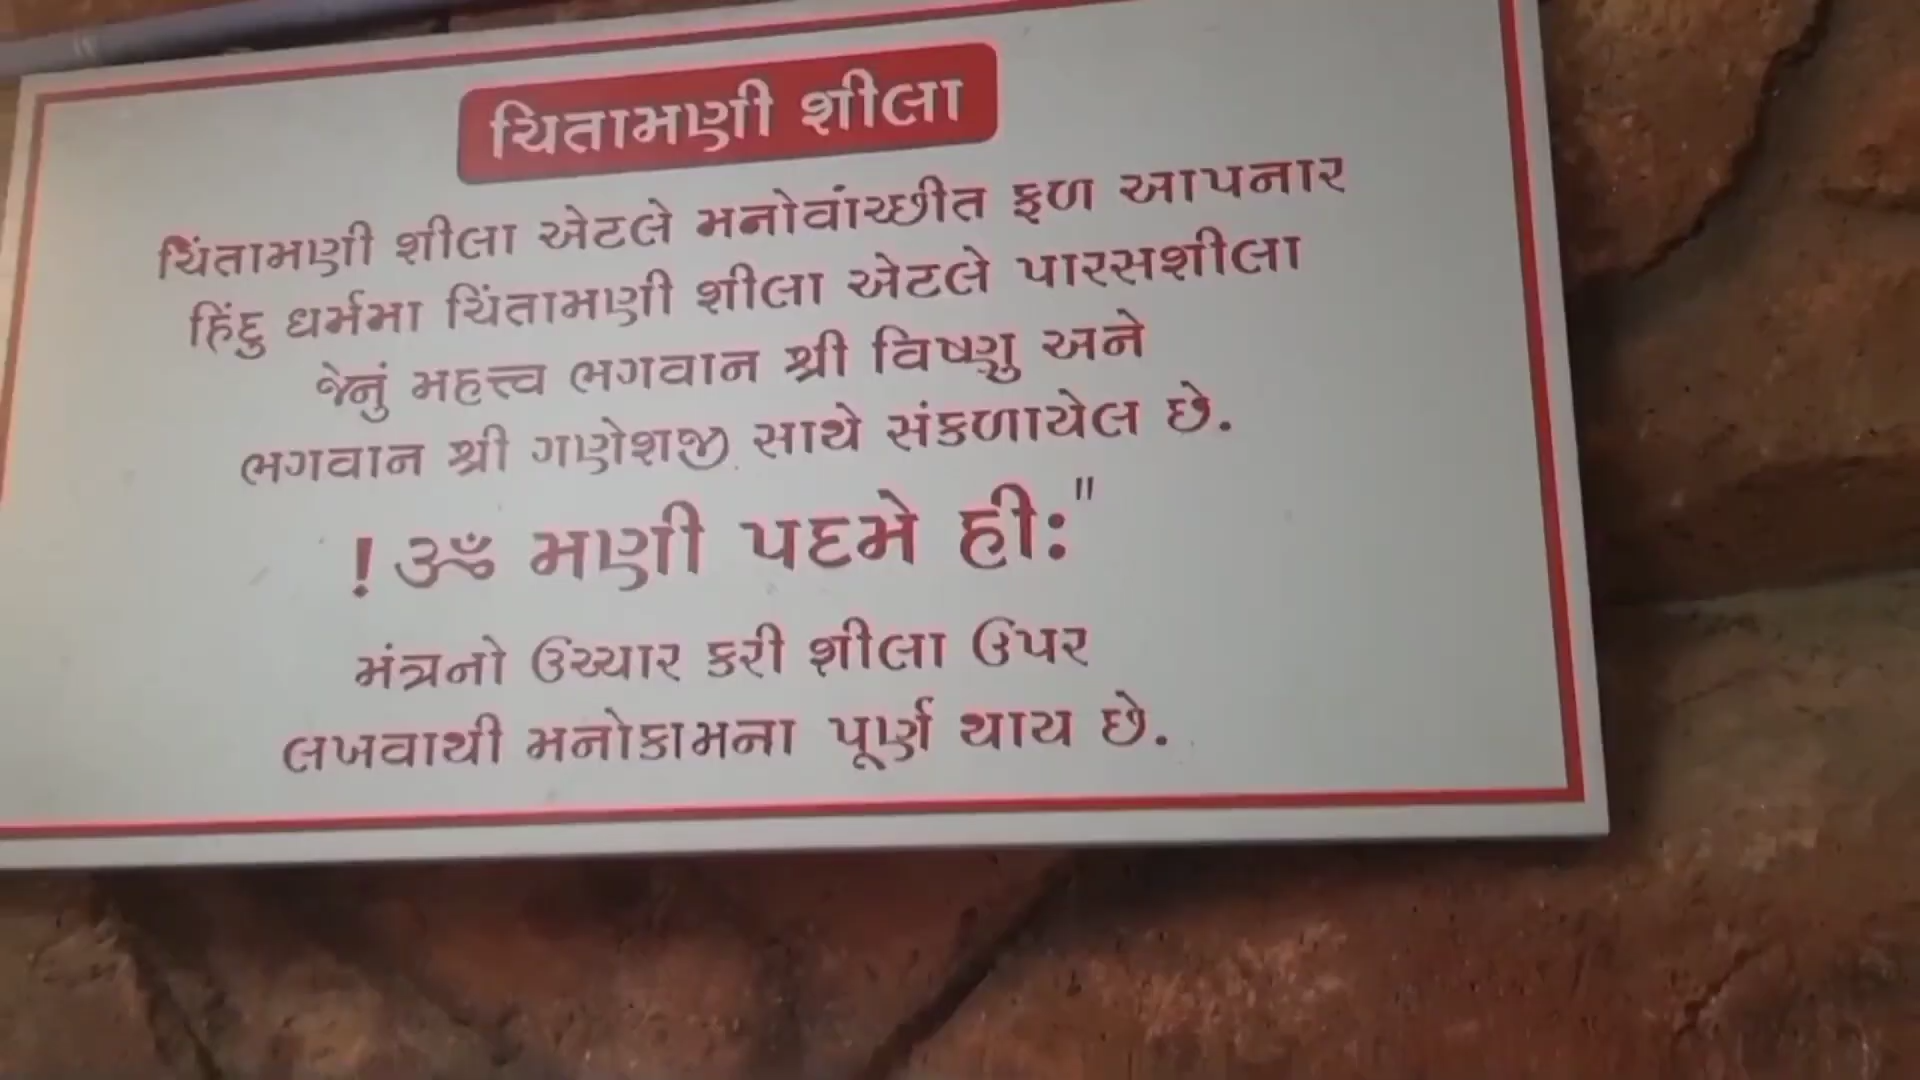 ચિતામણી શીલા
ચિંતામણી શીલા એટલે મનોવાંચ્છીત ફળ આપનાર
હિંદુ ધર્મમા ચિંતામણી શીલા એટલે પારસશીલા
જેનું મહત્ત્વ ભગવાન શ્રી વિષ્ણુ અને
ભગવાન શ્રી ગણેશજી સાથે સંકળાયેલ છે.
! ૐ મણી પદમે હીઃ"
મંત્રનો ઉચ્ચાર કરી શીલા ઉપર
લખવાથી મનોકામના પૂર્ણ થાય છે.